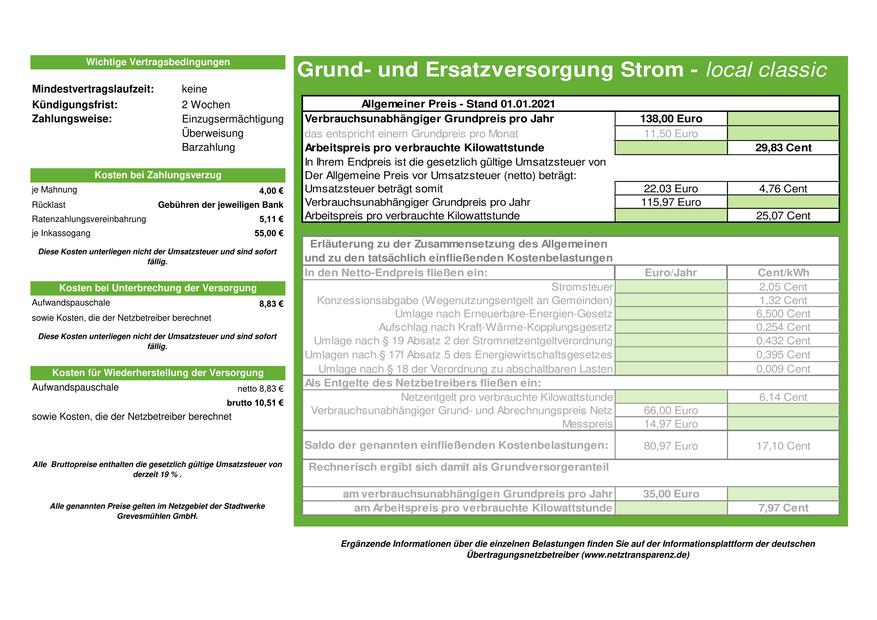 Wichtige Vertragsbedingungen
Mindestvertragslaufzeit: keine
Kündigungsfrist: 2 Wochen
Zahlungsweise: Einzugsermächtigung
Überweisung
Barzahlung
Kosten bei Zahlungsverzug
je Mahnung 4,00 €
Rücklast Gebühren der jeweiligen Bank
Ratenzahlungsvereinbahrung 5,11 €
je Inkassogang 55,00 €
Diese Kosten unterliegen nicht der Umsatzsteuer und sind sofort
fällig.
Kosten bei Unterbrechung der Versorgung
Aufwandspauschale 8,83 €
sowie Kosten, die der Netzbetreiber berechnet
Diese Kosten unterliegen nicht der Umsatzsteuer und sind sofort
fällig.
Kosten für Wiederherstellung der Versorgung
Aufwandspauschale netto 8,83 €
brutto 10,51 €
sowie Kosten, die der Netzbetreiber berechnet
Alle Bruttopreise enthalten die gesetzlich gültige Umsatzsteuer von
derzeit 19 % .
Alle genannten Preise gelten im Netzgebiet der Stadtwerke
Grevesmühlen GmbH.
Grund- und Ersatzversorgung Strom - local classic
Allgemeiner Preis - Stand 01.01.2021
Verbrauchsunabhängiger Grundpreis pro Jahr 138,00 Euro
das entspricht einem Grundpreis pro Monat 11,50 Euro
Arbeitspreis pro verbrauchte Kilowattstunde 29,83 Cent
In Ihrem Endpreis ist die gesetzlich gültige Umsatzsteuer von
Der Allgemeine Preis vor Umsatzsteuer (netto) beträgt:
Umsatzsteuer beträgt somit 22,03 Euro 4,76 Cent
Verbrauchsunabhängiger Grundpreis pro Jahr 115,97 Euro
Arbeitspreis pro verbrauchte Kilowattstunde 25,07 Cent
Erläuterung zu der Zusammensetzung des Allgemeinen
und zu den tatsächlich einfließenden Kostenbelastungen
In den Netto-Endpreis fließen ein: Euro/Jahr Cent/kWh
Stromsteuer 2,05 Cent
Konzessionsabgabe (Wegenutzungsentgelt an Gemeinden) 1,32 Cent
Umlage nach Erneuerbare-Energien-Gesetz 6,500 Cent
Aufschlag nach Kraft-Wärme-Kopplungsgesetz 0,254 Cent
Umlage nach § 19 Absatz 2 der Stromnetzentgeltverordnung 0,432 Cent
Umlagen nach § 17f Absatz 5 des Energiewirtschaftsgesetzes 0,395 Cent
Umlage nach § 18 der Verordnung zu abschaltbaren Lasten 0,009 Cent
Als Entgelte des Netzbetreibers fließen ein:
Netzentgelt pro verbrauchte Kilowattstunde 6,14 Cent
Verbrauchsunabhängiger Grund- und Abrechnungspreis Netz 66,00 Euro
Messpreis 14,97 Euro
Saldo der genannten einfließenden Kostenbelastungen: 80,97 Euro 17,10 Cent
Rechnerisch ergibt sich damit als Grundversorgeranteil
am verbrauchsunabhängigen Grundpreis pro Jahr 35,00 Euro
am Arbeitspreis pro verbrauchte Kilowattstunde 7,97 Cent
Ergänzende Informationen über die einzelnen Belastungen finden Sie auf der Informationsplattform der deutschen
Übertragungsnetzbetreiber (www.netztransparenz.de)